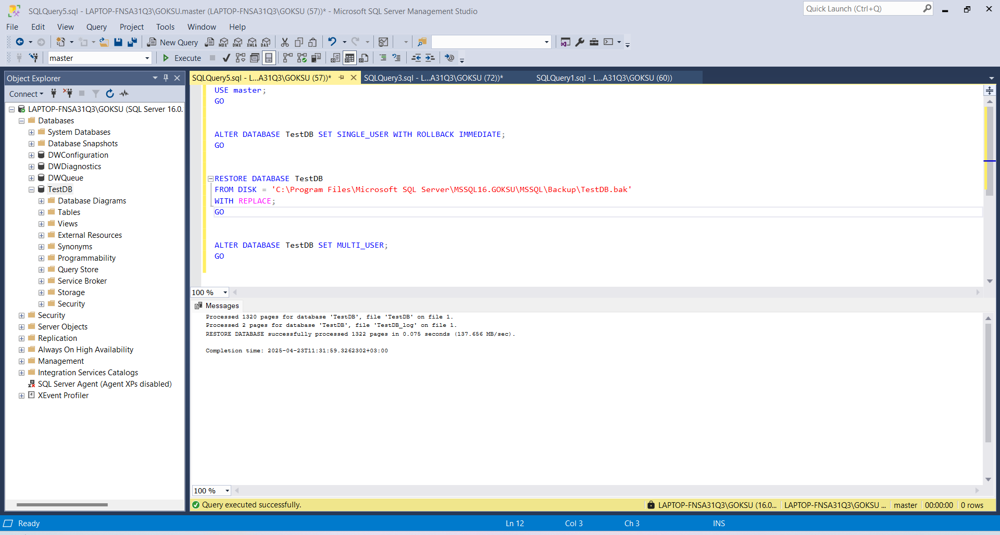 SQLQuery5.sql - LAPTOP-FNSA31Q3\GOKSU.master (LAPTOP-FNSA31Q3\GOKSU (57))* - Microsoft SQL Server Management Studio
Quick Launch (Ctrl+Q)
File Edit View Query Project Tools Window Help
New Query MDX DMX XMLA DAX
master Execute
Object Explorer
Connect
LAPTOP-FNSA31Q3\GOKSU (SQL Server 16.0.
Databases
System Databases
Database Snapshots
DWConfiguration
DWDiagnostics
DWQueue
TestDB
Database Diagrams
Tables
Views
External Resources
Synonyms
Programmability
Query Store
Service Broker
Storage
Security
Security
Server Objects
Replication
Always On High Availability
Management
Integration Services Catalogs
SQL Server Agent (Agent XPs disabled)
XEvent Profiler
SQLQuery5.sql - L...A31Q3\GOKSU (57))* SQLQuery3.sql - L...A31Q3\GOKSU (72))* SQLQuery1.sql - L...A31Q3\GOKSU (60))
USE master;
GO
ALTER DATABASE TestDB SET SINGLE_USER WITH ROLLBACK IMMEDIATE;
GO
RESTORE DATABASE TestDB
FROM DISK = 'C:\Program Files\Microsoft SQL Server\MSSQL16.GOKSU\MSSQL\Backup\TestDB.bak'
WITH REPLACE;
GO
ALTER DATABASE TestDB SET MULTI_USER;
GO
100 %
Messages
Processed 1320 pages for database 'TestDB', file 'TestDB' on file 1.
Processed 2 pages for database 'TestDB', file 'TestDB_log' on file 1.
RESTORE DATABASE successfully processed 1322 pages in 0.075 seconds (137.656 MB/sec).
Completion time: 2025-04-23T11:31:59.3262302+03:00
100 %
Query executed successfully. LAPTOP-FNSA31Q3\GOKSU (16.0... LAPTOP-FNSA31Q3\GOKSU ... master 00:00:00 0 rows
Ready Ln 12 Col 3 Ch 3 INS